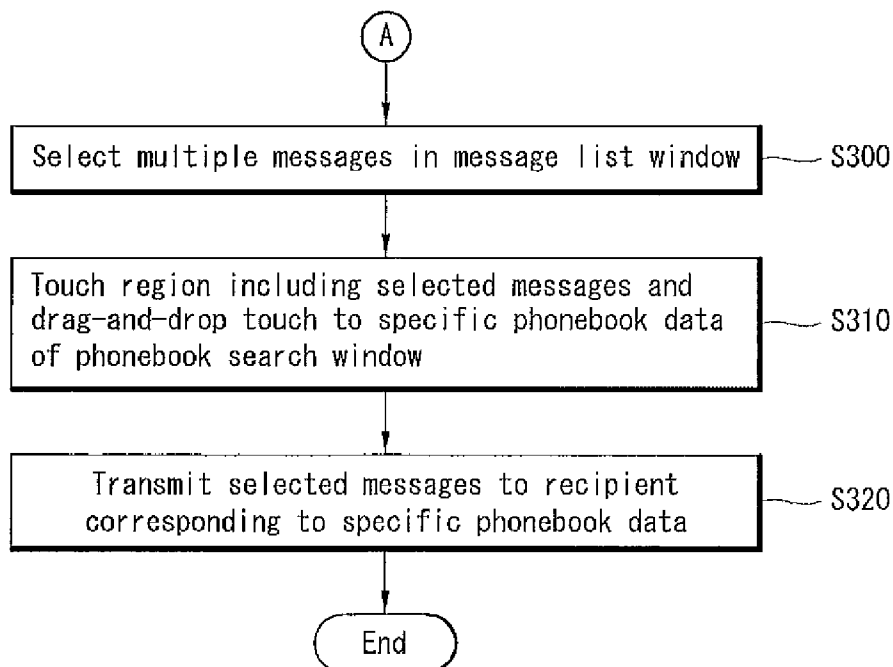 A
Select multiple messages in message list window
S300
Touch region including selected messages and
drag-and-drop touch to specific phonebook data
of phonebook search window
S310
Transmit selected messages to recipient
corresponding to specific phonebook data
S320
End